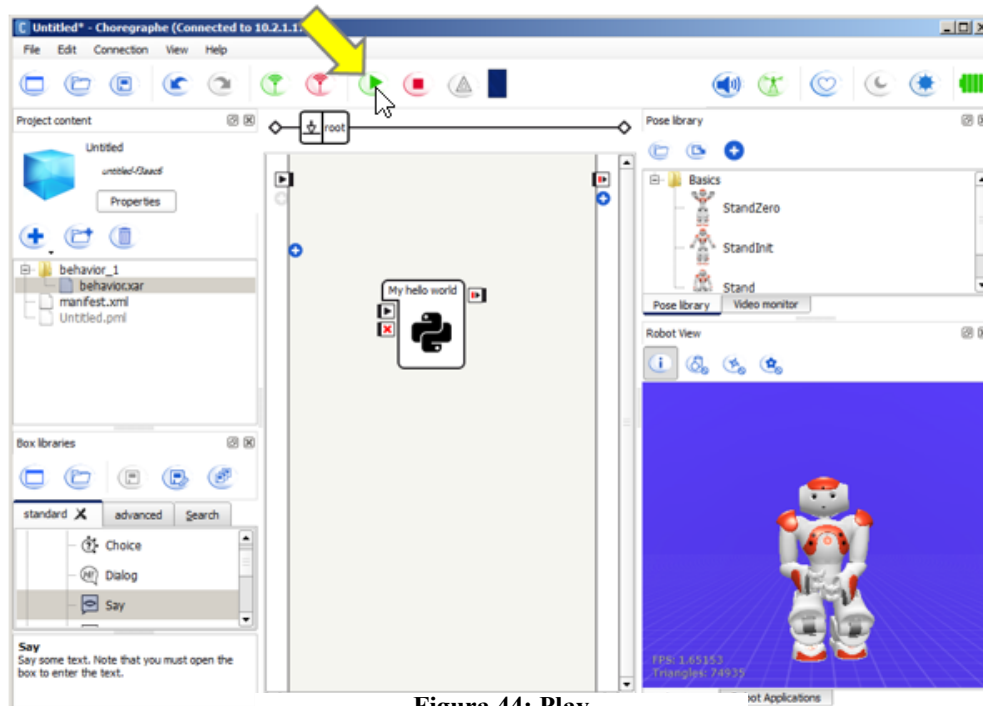 Untitled* - Choregraphe (Connected to 10.2.1.1
File Edit Connection View Help
Project content
Untitled
Properties
behavior_1
behavior.xar
manifest.xml
Untitled.pml
Box libraries
standard advanced Search
Choice
Dialog
Say
Say
Say some text. Note that you must open the
box to enter the text.
root
My hello world
Pose library
Basics
StandZero
StandInit
Stand
Pose library Video monitor
Robot View
FPS: 1.65153
Triangles: 74935
Figure 44: Play
ot Applications